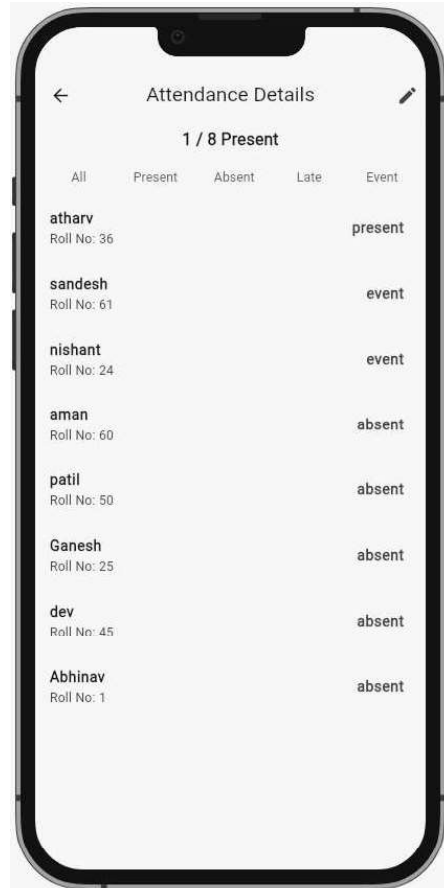 Attendance Details
1 / 8 Present
All Present Absent Late Event
atharv
Roll No: 36
present
sandesh
Roll No: 61
event
nishant
Roll No: 24
event
aman
Roll No: 60
absent
patil
Roll No: 50
absent
Ganesh
Roll No: 25
absent
dev
Roll No: 45
absent
Abhinav
Roll No: 1
absent